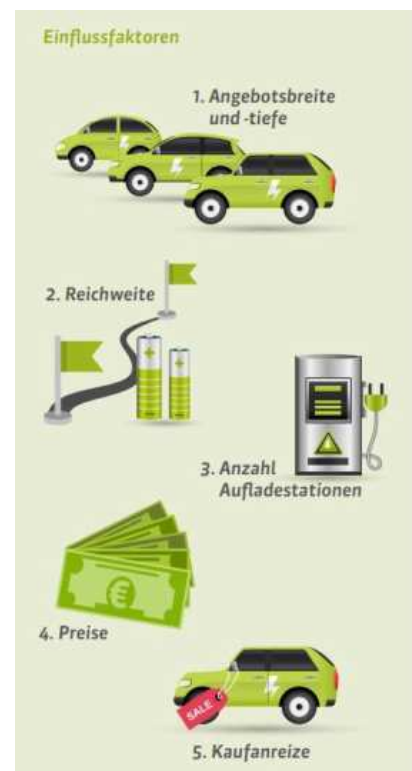 Einflussfaktoren
1. Angebotsbreite
und -tiefe
2. Reichweite
3. Anzahl
Aufladestationen
€
4. Preise
SALE
5. Kaufanreize